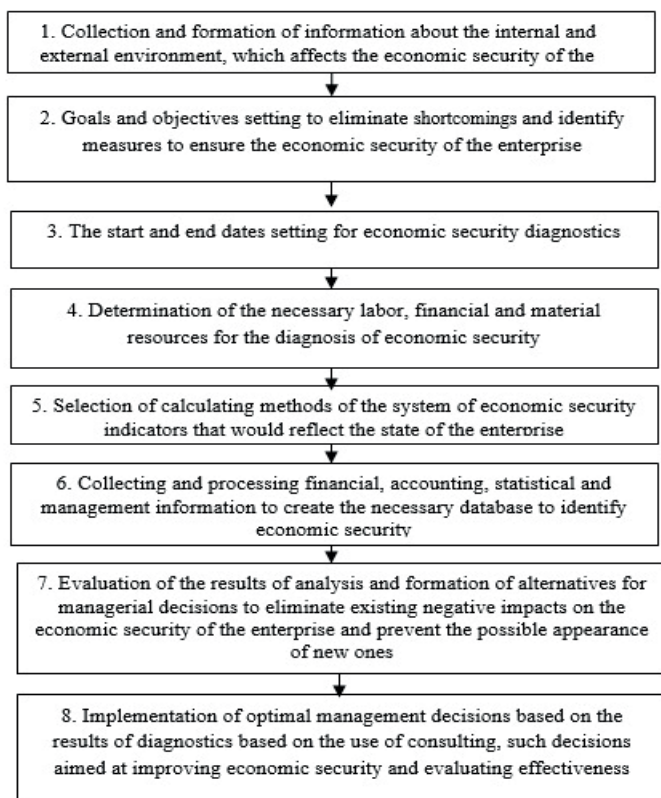 1. Collection and formation of information about the internal and
external environment, which affects the economic security of the
2. Goals and objectives setting to eliminate shortcomings and identify
measures to ensure the economic security of the enterprise
3. The start and end dates setting for economic security diagnostics
4. Determination of the necessary labor, financial and material
resources for the diagnosis of economic security
5. Selection of calculating methods of the system of economic security
indicators that would reflect the state of the enterprise
6. Collecting and processing financial, accounting, statistical and
management information to create the necessary database to identify
economic security
7. Evaluation of the results of analysis and formation of alternatives for
managerial decisions to eliminate existing negative impacts on the
economic security of the enterprise and prevent the possible appearance
of new ones
8. Implementation of optimal management decisions based on the
results of diagnostics based on the use of consulting, such decisions
aimed at improving economic security and evaluating effectiveness